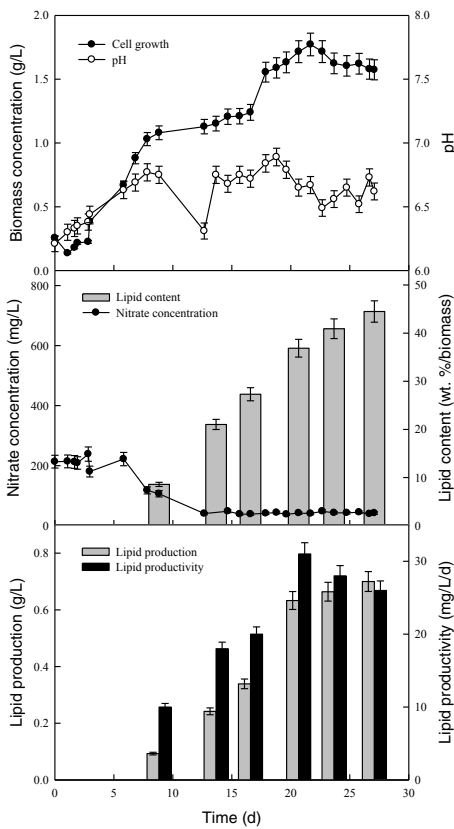 2.0
1.5
1.0
0.5
0.0
Biomass concentration (g/L)
Cell growth
pH
8.0
7.5
7.0
6.5
6.0
pH
800
600
400
200
0
Nitrate concentration (mg/L)
Lipid content
Nitrate concentration
50
40
30
20
10
0
Lipid content (wt. %/biomass)
0.8
0.6
0.4
0.2
0.0
Lipid production (g/L)
Lipid production
Lipid productivity
30
20
10
0
Lipid productivity (mg/L/d)
0 5 10 15 20 25 30
Time (d)